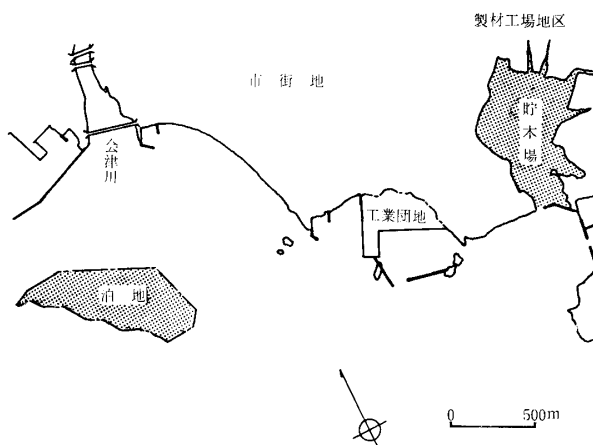 製材工場地区
市街地
貯木場
会津川
工業団地
泊地
0 500m